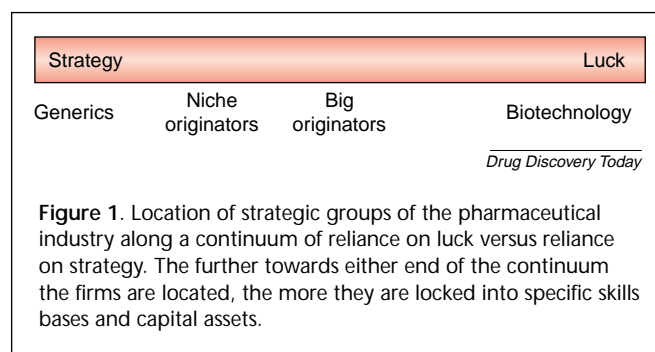 Strategy Luck
Generics Niche originators Big originators Biotechnology
Drug Discovery Today
Figure 1. Location of strategic groups of the pharmaceutical
industry along a continuum of reliance on luck versus reliance
on strategy. The further towards either end of the continuum
the firms are located, the more they are locked into specific skills
bases and capital assets.